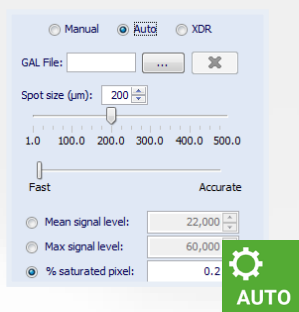 Manual Auto XDR
GAL File: ...
Spot size (µm): 200
1.0 100.0 200.0 300.0 400.0 500.0
Fast Accurate
Mean signal level: 22,000
Max signal level: 60,000
% saturated pixel: 0.2
AUTO